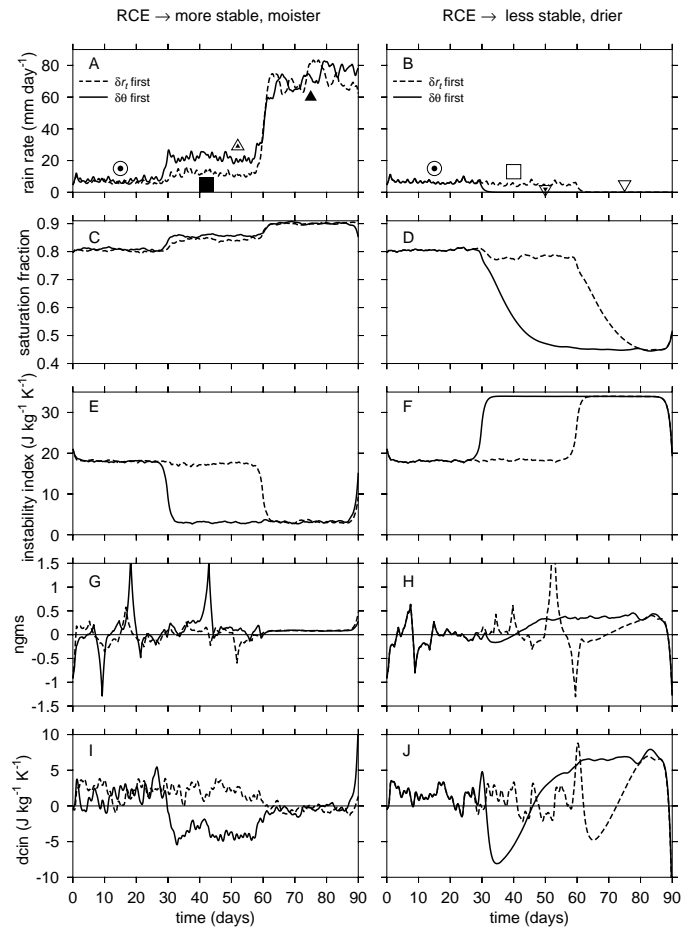 RCE → more stable, moister
RCE → less stable, drier
rain rate (mm day⁻¹)
80
60
40
20
0
A
δrₜ first
δθ first
B
δrₜ first
δθ first
saturation fraction
0.9
0.8
0.7
0.6
0.5
0.4
C
D
instability index (J kg⁻¹ K⁻¹)
30
20
10
0
E
F
ngms
1.5
1
0.5
0
-0.5
-1
-1.5
G
H
dcin (J kg⁻¹ K⁻¹)
10
5
0
-5
-10
I
J
0 10 20 30 40 50 60 70 80 90
0 10 20 30 40 50 60 70 80 90
time (days)
time (days)